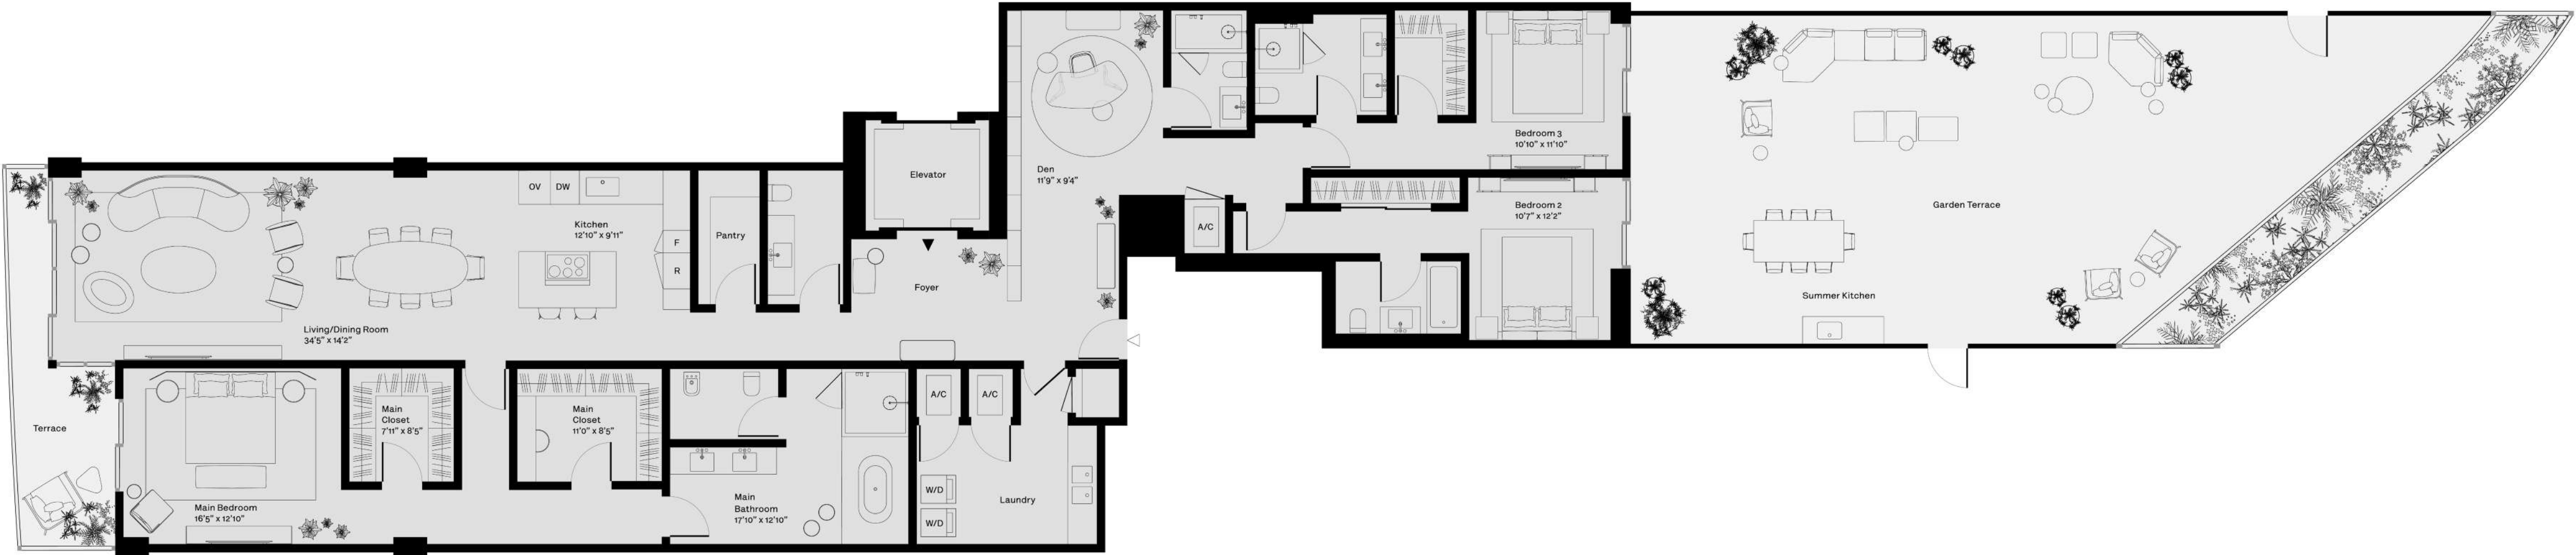 Elevator
Den
11'9" x 9'4"
Bedroom 3
10'10" x 11'10"
Bedroom 2
10'7" x 12'2"
A/C
Garden Terrace
Summer Kitchen
OV
DW
Kitchen
12'10" x 9'11"
F
R
Pantry
Foyer
Living/Dining Room
34'5" x 14'2"
Terrace
Main Bedroom
16'5" x 12'10"
Main
Closet
7'11" x 8'5"
Main
Closet
11'0" x 8'5"
Main
Bathroom
17'10" x 12'10"
A/C
A/C
W/D
W/D
Laundry